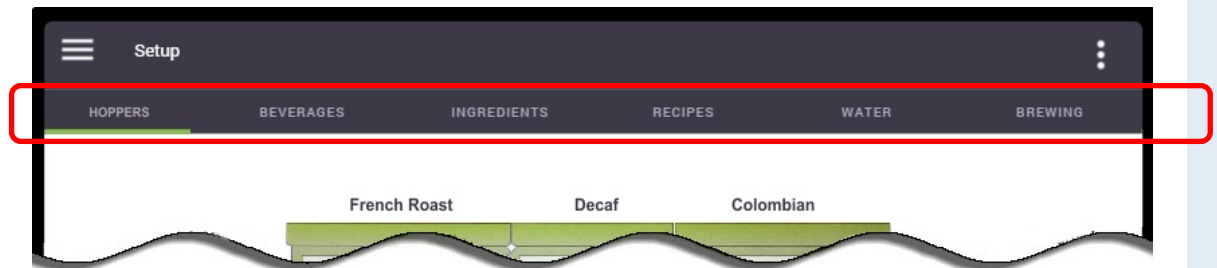 Setup
HOPPERS BEVERAGES INGREDIENTS RECIPES WATER BREWING
French Roast Decaf Colombian